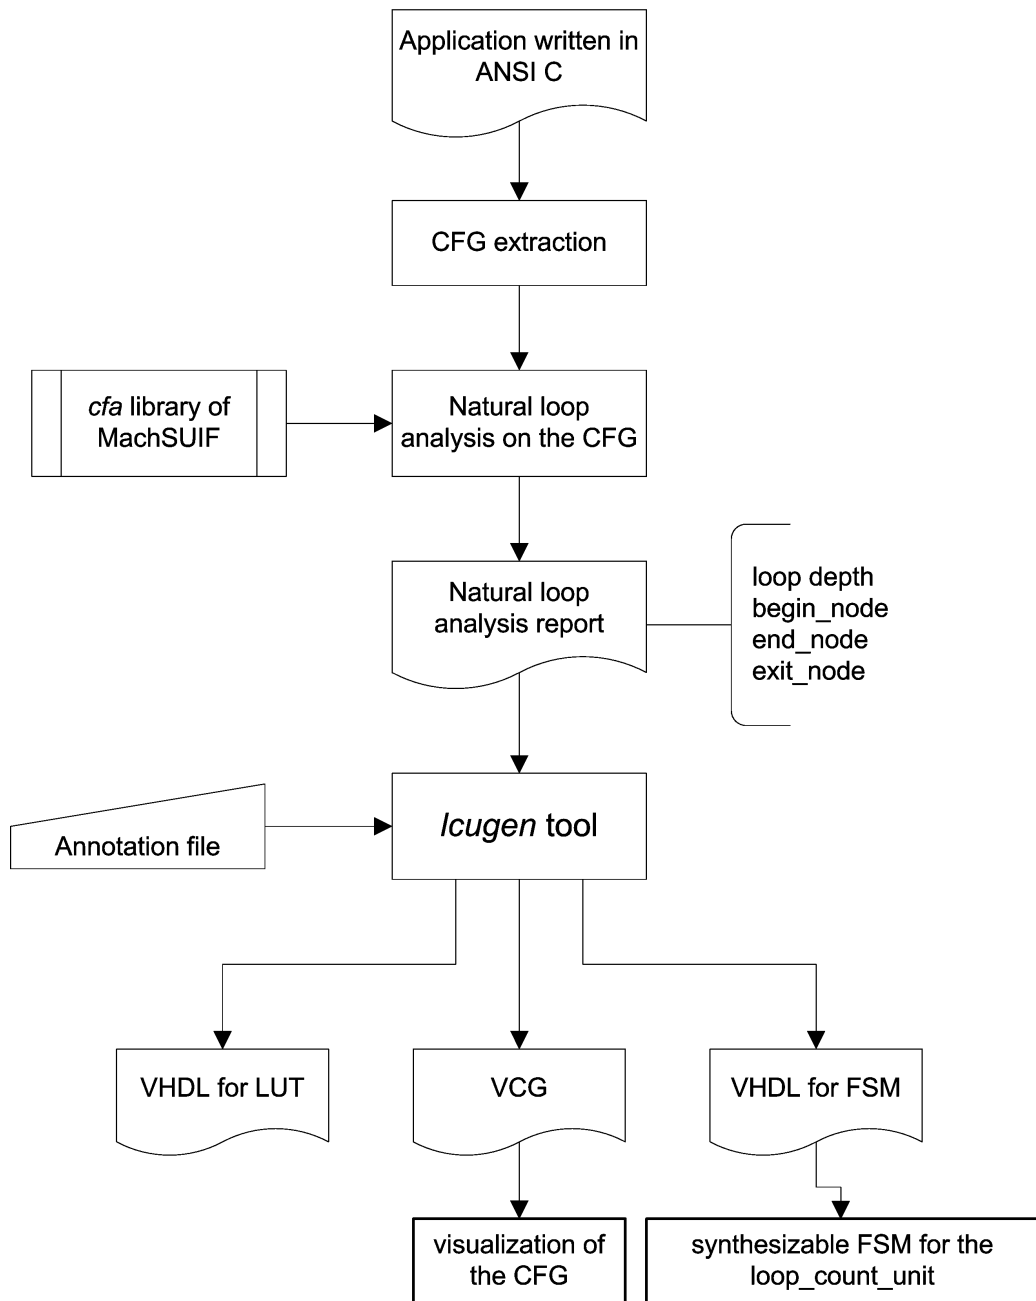 Application written in
ANSI C
CFG extraction
cfa library of
MachSUIF
Natural loop
analysis on the CFG
Natural loop
analysis report
loop depth
begin_node
end_node
exit_node
Annotation file
lcugen tool
VHDL for LUT
VCG
VHDL for FSM
visualization of
the CFG
synthesizable FSM for the
loop_count_unit